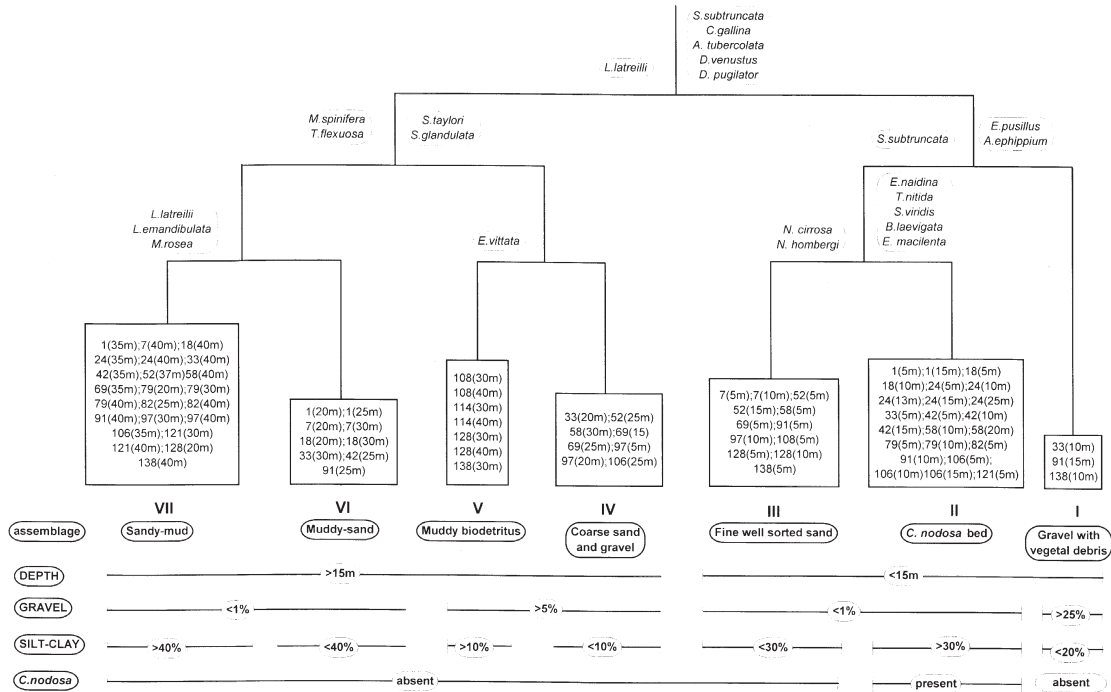 S.subtruncata
C.gallina
A. tubercolata
D.venustus
D. pugilator
L.latreilli
M.spinifera
T.flexuosa
S.taylori
S.glandulata
S.subtruncata
E.pusillus
A.ephippium
L.latreilii
L.emandibulata
M.rosea
E.vittata
N. cirrosa
N. hombergi
E.naidina
T.nitida
S.viridis
B.laevigata
E. macilenta
1(35m);7(40m);18(40m)
24(35m);24(40m);33(40m)
42(35m);52(37m)58(40m)
69(35m);79(20m);79(30m)
79(40m);82(25m);82(40m)
91(40m);97(30m);97(40m)
106(35m);121(30m)
121(40m);128(20m)
138(40m)
1(20m);1(25m)
7(20m);7(30m)
18(20m);18(30m)
33(30m);42(25m)
91(25m)
108(30m)
108(40m)
114(30m)
114(40m)
128(30m)
128(40m)
138(30m)
33(20m);52(25m)
58(30m);69(15)
69(25m);97(5m)
97(20m);106(25m)
7(5m);7(10m);52(5m)
52(15m);58(5m)
69(5m);91(5m)
97(10m);108(5m)
128(5m);128(10m)
138(5m)
1(5m);1(15m);18(5m)
18(10m);24(5m);24(10m)
24(13m);24(15m);24(25m)
33(5m);42(5m);42(10m)
42(15m);58(10m);58(20m)
79(5m);79(10m);82(5m)
91(10m);106(5m);
106(10m)106(15m);121(5m)
33(10m)
91(15m)
138(10m)
VII VI V IV III II I
assemblage Sandy-mud Muddy-sand Muddy biodetritus Coarse sand and gravel Fine well sorted sand C. nodosa bed Gravel with vegetal debris
DEPTH >15m <15m
GRAVEL <1% >5% <1% >25%
SILT-CLAY >40% <40% >10% <10% <30% >30% <20%
C.nodosa absent present absent